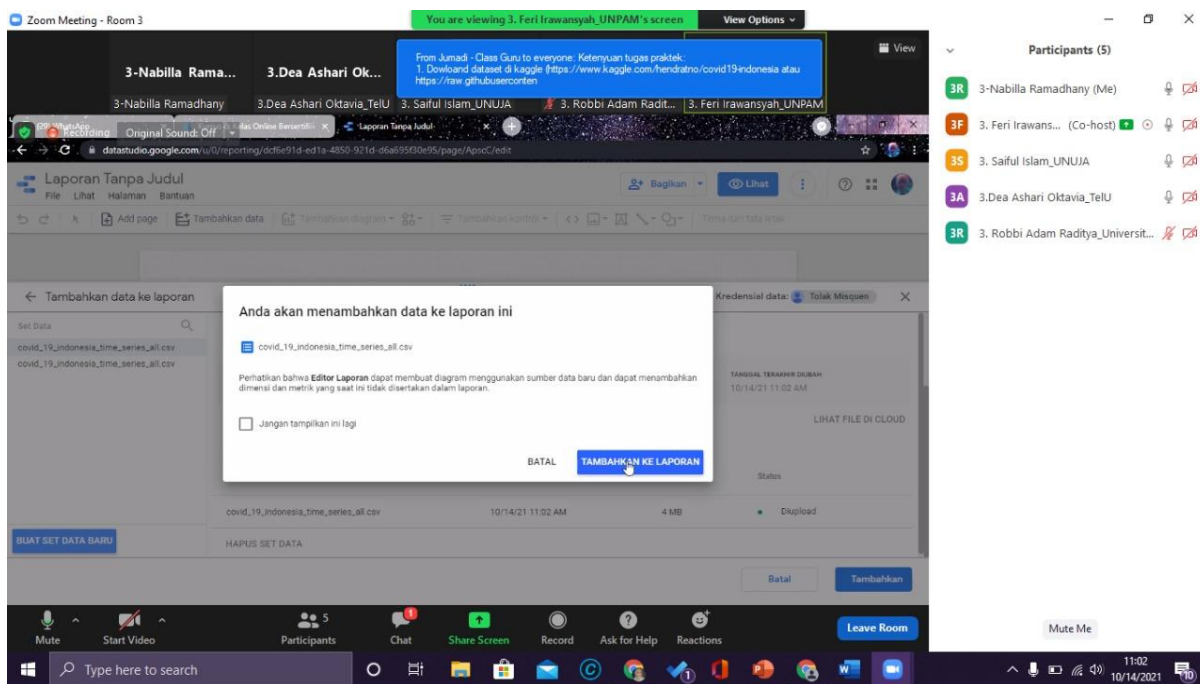 Zoom Meeting - Room 3
You are viewing 3. Feri Irawansyah_UNPAM's screen
View Options
View
3-Nabilla Rama...
3.Dea Ashari Ok...
From Jumadi - Class Guru to everyone: Ketenyuan tugas praktek:
1. Dowloand dataset di kaggle (https://www.kaggle.com/hendratno/covid19-indonesia atau
https://raw.githubuserconten
3-Nabilla Ramadhany
3.Dea Ashari Oktavia_TelU
3. Saiful Islam_UNUJA
3. Robbi Adam Radit...
3. Feri Irawansyah_UNPAM
Recording
Original Sound: Off
Laporan Tanpa Judul
datastudio.google.com/u/0/reporting/dcf6e91d-ed1a-4850-921d-d6a695f30e95/page/ApscC/edit
Laporan Tanpa Judul
File Lihat Halaman Bantuan
Bagikan
Lihat
Add page
Tambahkan data
Tambahkan diagram
Tambahkan kontrol
Tema dan tata letak
Tambahkan data ke laporan
Kredensial data: Tolak Misquen
Set Data
covid_19_indonesia_time_series_all.csv
covid_19_indonesia_time_series_all.csv
Anda akan menambahkan data ke laporan ini
covid_19_indonesia_time_series_all.csv
Perhatikan bahwa Editor Laporan dapat membuat diagram menggunakan sumber data baru dan dapat menambahkan
dimensi dan metrik yang saat ini tidak disertakan dalam laporan.
Jangan tampilkan ini lagi
BATAL
TAMBAHKAN KE LAPORAN
TANGGAL TERAKHIR DIUBAH
10/14/21 11:02 AM
LIHAT FILE DI CLOUD
Status
covid_19_indonesia_time_series_all.csv
10/14/21 11:02 AM
4 MB
Diupload
BUAT SET DATA BARU
HAPUS SET DATA
Batal
Tambahkan
Mute
Start Video
5
Participants
1
Chat
Share Screen
Record
Ask for Help
Reactions
Leave Room
Participants (5)
3R 3-Nabilla Ramadhany (Me)
3F 3. Feri Irawans... (Co-host)
3S 3. Saiful Islam_UNUJA
3A 3.Dea Ashari Oktavia_TelU
3R 3. Robbi Adam Raditya_Universit...
Mute Me
Type here to search
11:02
10/14/2021